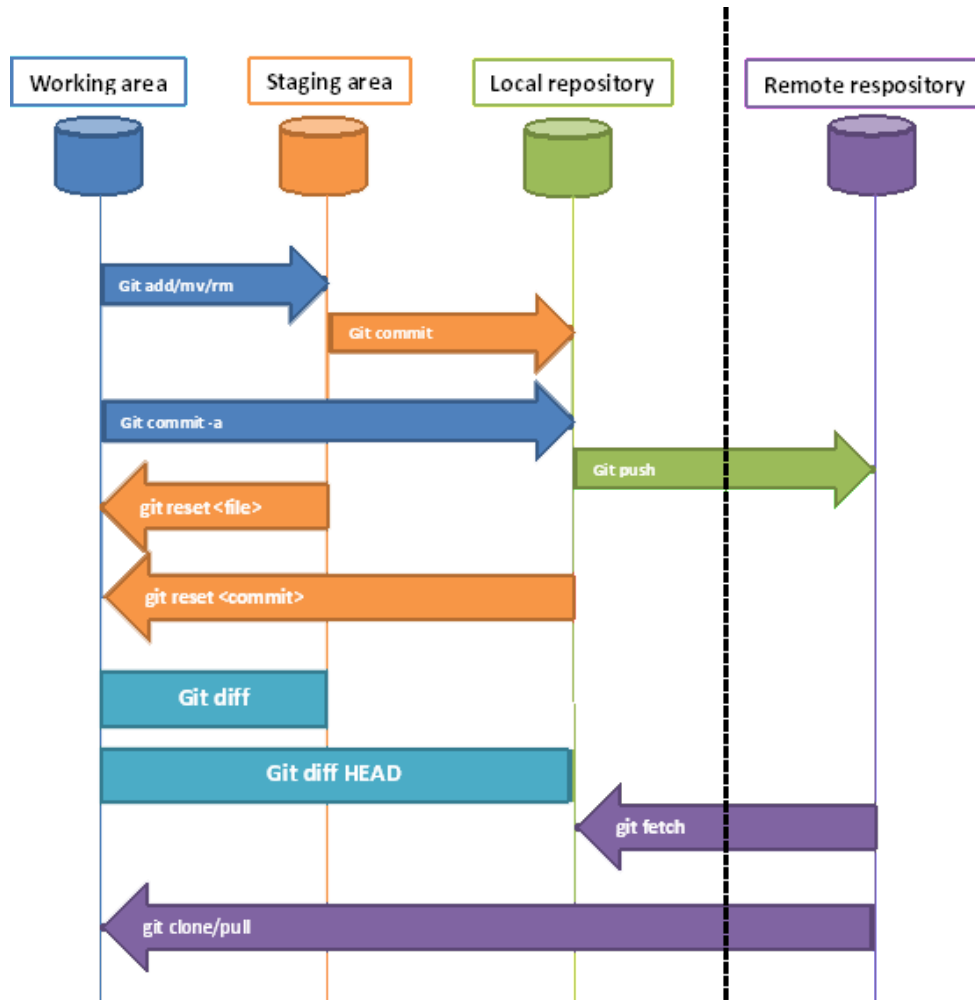 Working area
Staging area
Local repository
Remote respository
Git add/mv/rm
Git commit
Git commit -a
Git push
git reset <file>
git reset <commit>
Git diff
Git diff HEAD
git fetch
git clone/pull